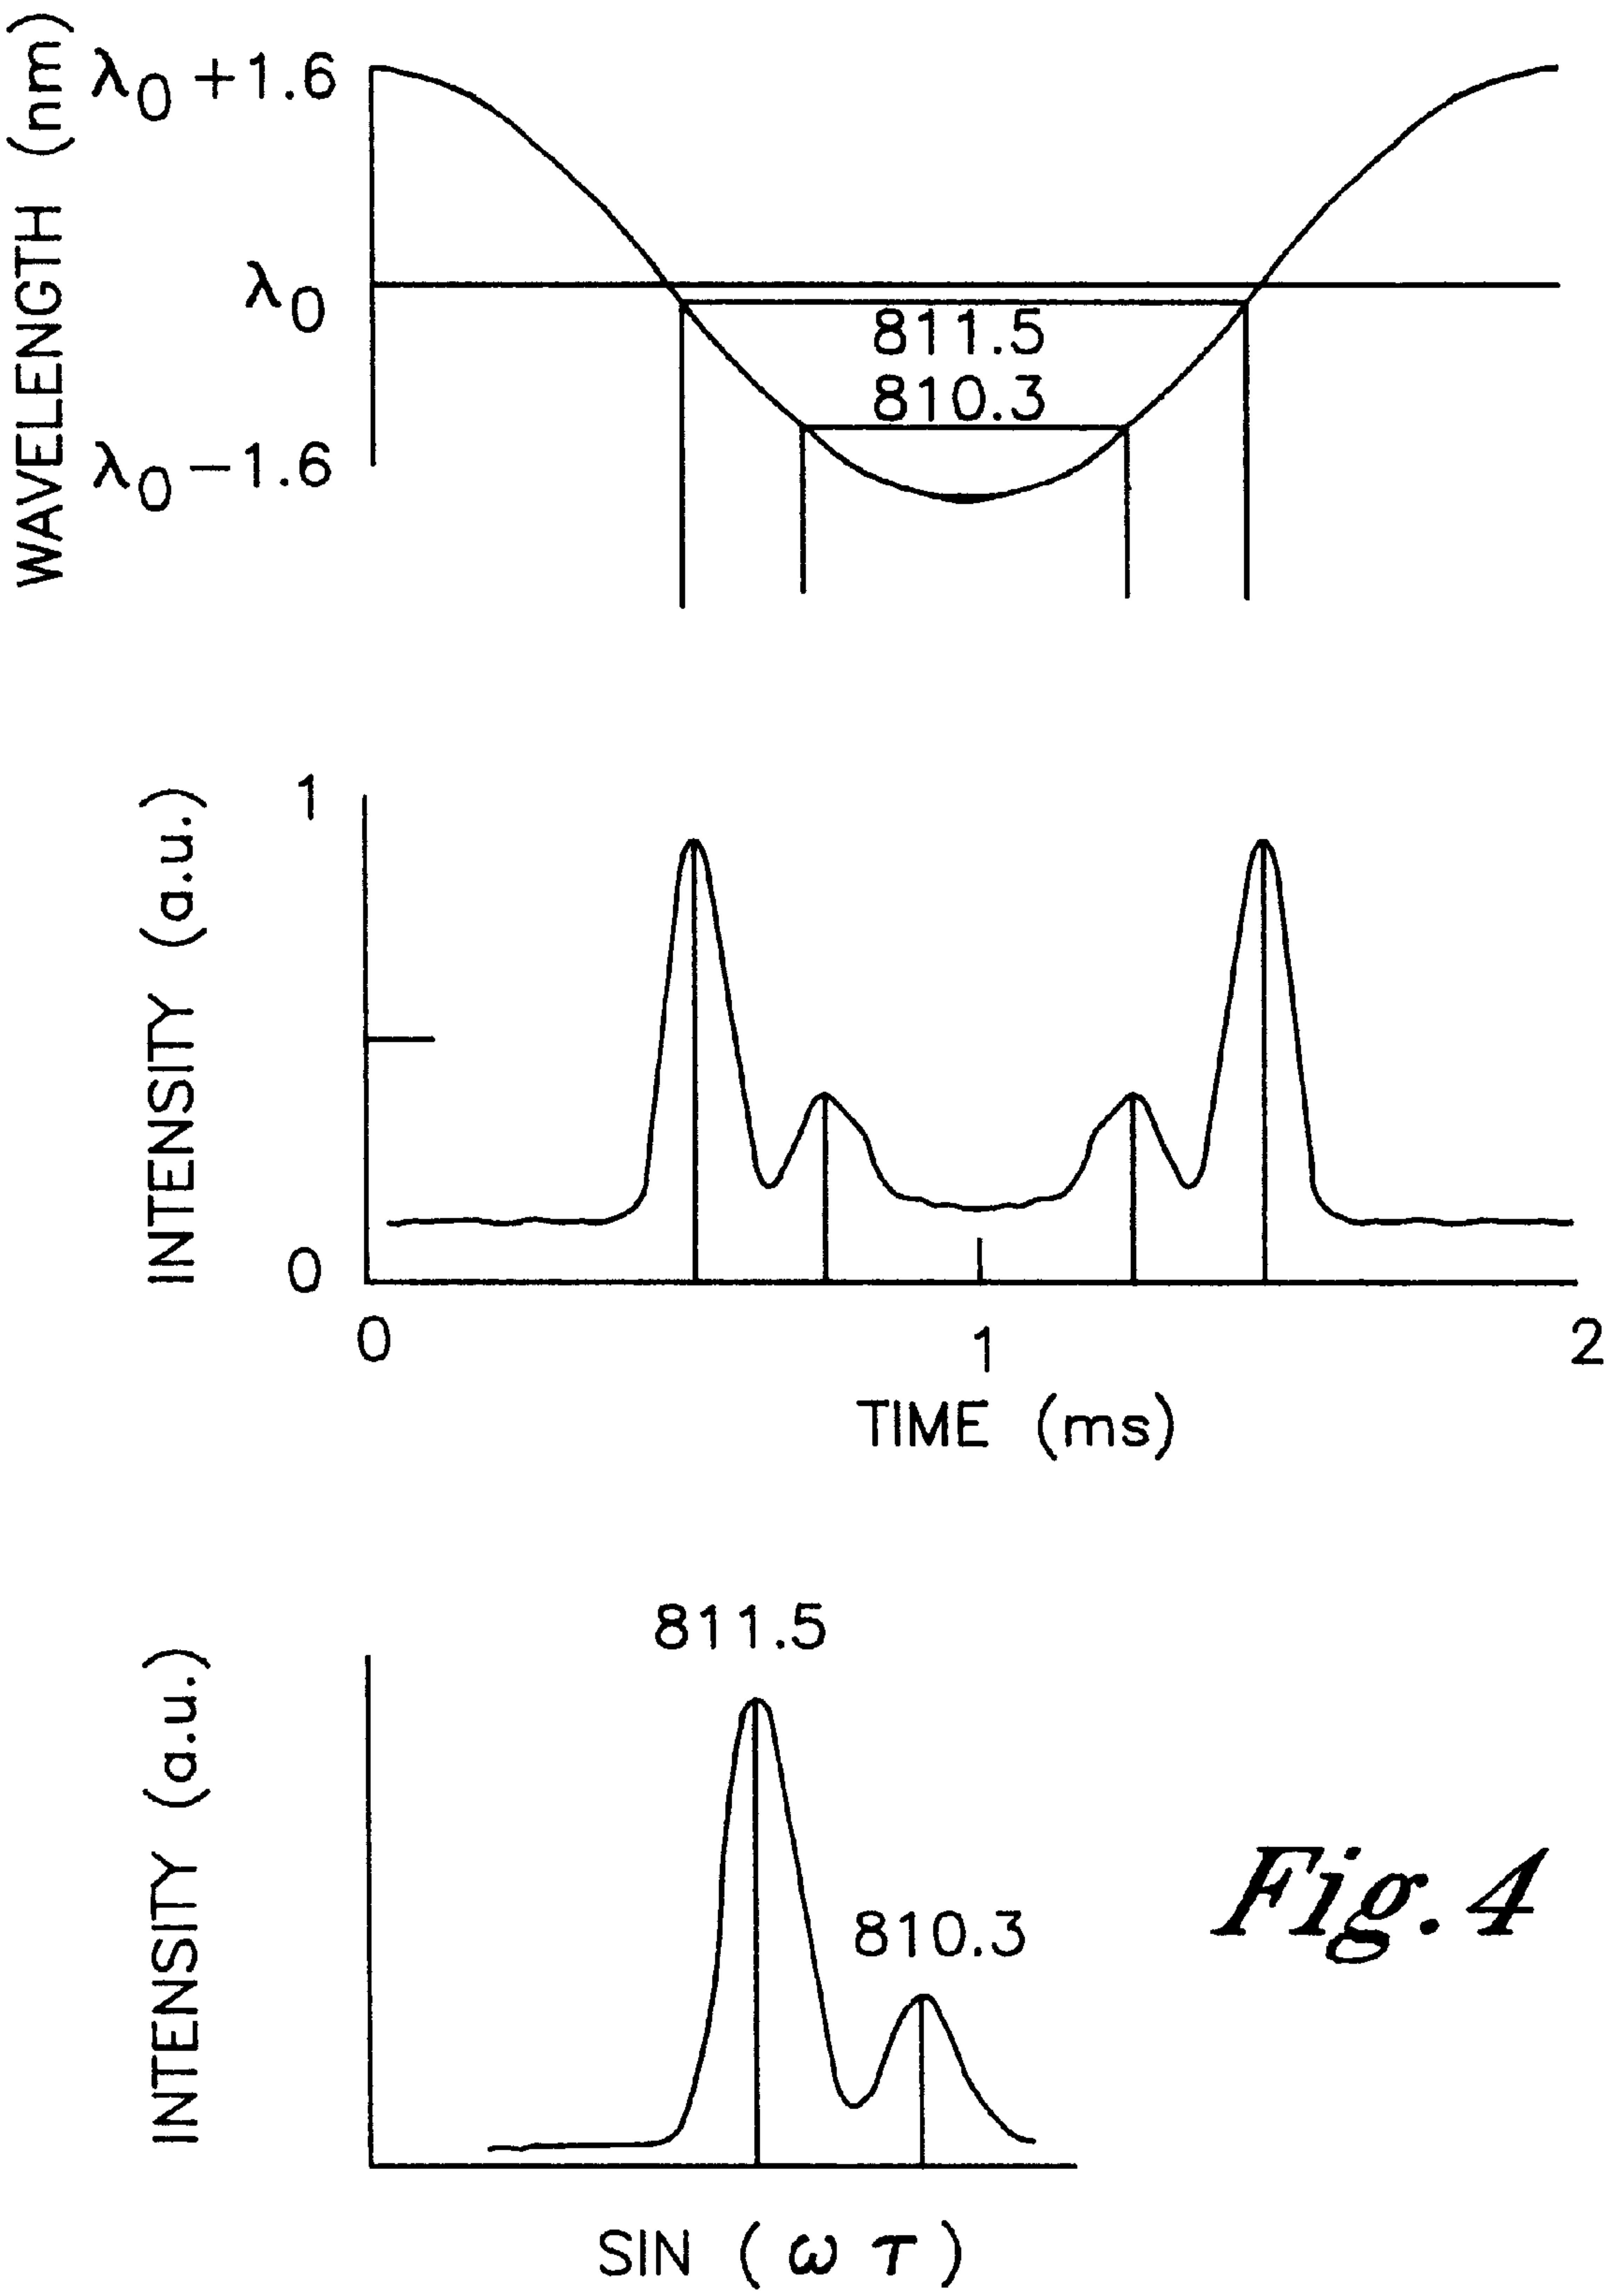 WAVELENGTH (nm)
λ0+1.6
λ0
λ0−1.6
811.5
810.3
INTENSITY (a.u.)
1
0
0
1
2
TIME (ms)
INTENSITY (a.u.)
811.5
810.3
SIN (ω τ)
Fig.4